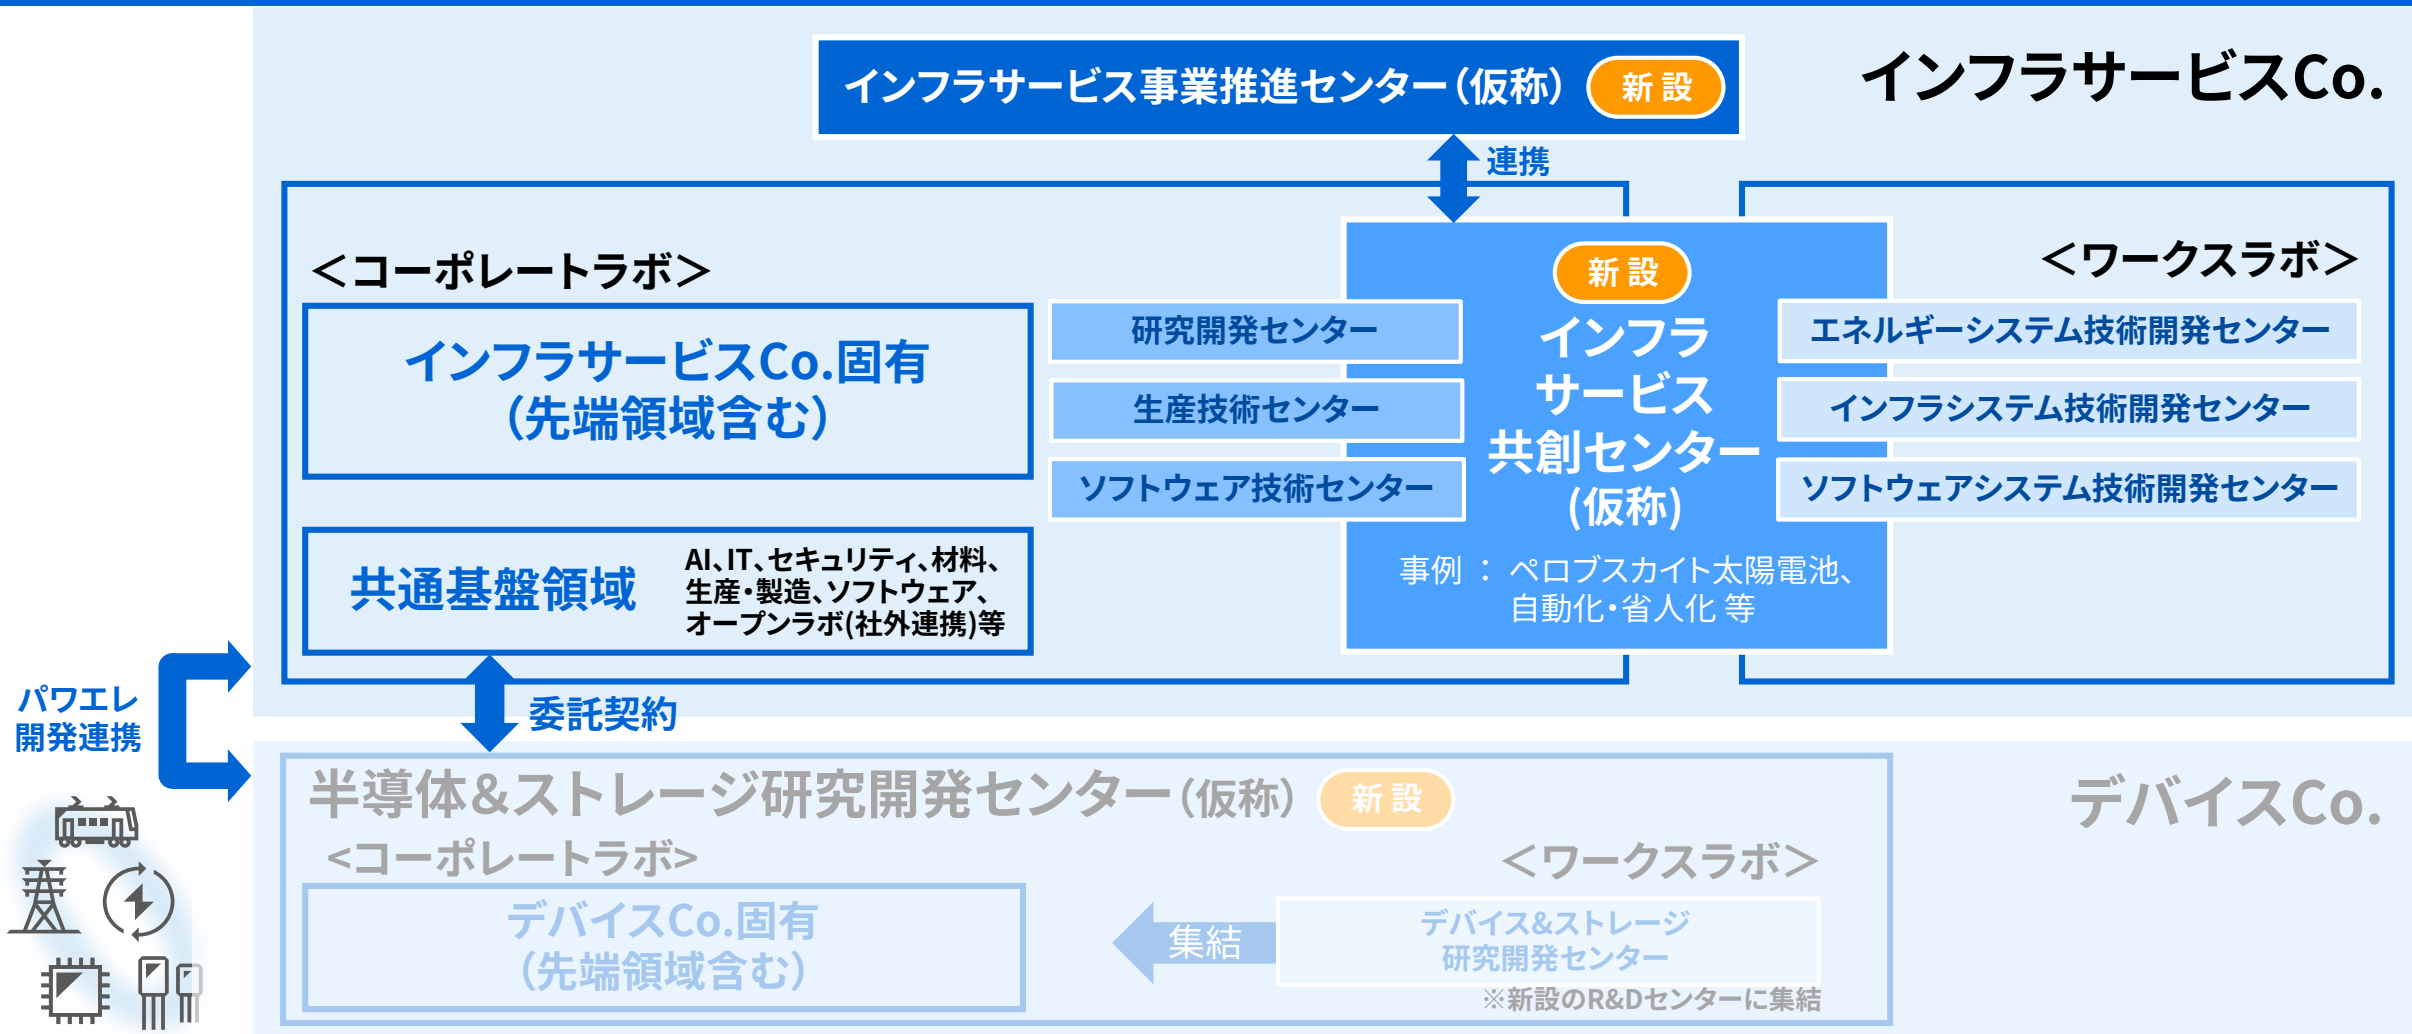 インフラサービス事業推進センター(仮称) 新 設
インフラサービスCo.
連携
<コーポレートラボ>
インフラサービスCo.固有
(先端領域含む)
共通基盤領域
AI、IT、セキュリティ、材料、
生産・製造、ソフトウェア、
オープンラボ(社外連携)等
研究開発センター
生産技術センター
ソフトウェア技術センター
新 設
インフラ
サービス
共創センター
(仮称)
事例 : ペロブスカイト太陽電池、
自動化・省人化 等
<ワークスラボ>
エネルギーシステム技術開発センター
インフラシステム技術開発センター
ソフトウェアシステム技術開発センター
パワエレ
開発連携
委託契約
半導体&ストレージ研究開発センター(仮称) 新 設
デバイスCo.
<コーポレートラボ>
デバイスCo.固有
(先端領域含む)
集結
<ワークスラボ>
デバイス&ストレージ
研究開発センター
※新設のR&Dセンターに集結